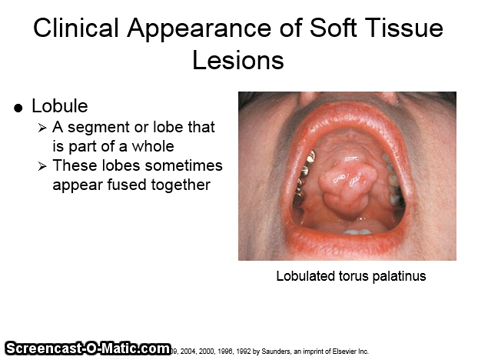 Clinical Appearance of Soft Tissue
Lesions
Lobule
A segment or lobe that
is part of a whole
These lobes sometimes
appear fused together
Lobulated torus palatinus
2004, 2000, 1996, 1992 by Saunders, an imprint of Elsevier Inc.
Screencast-O-Matic.com